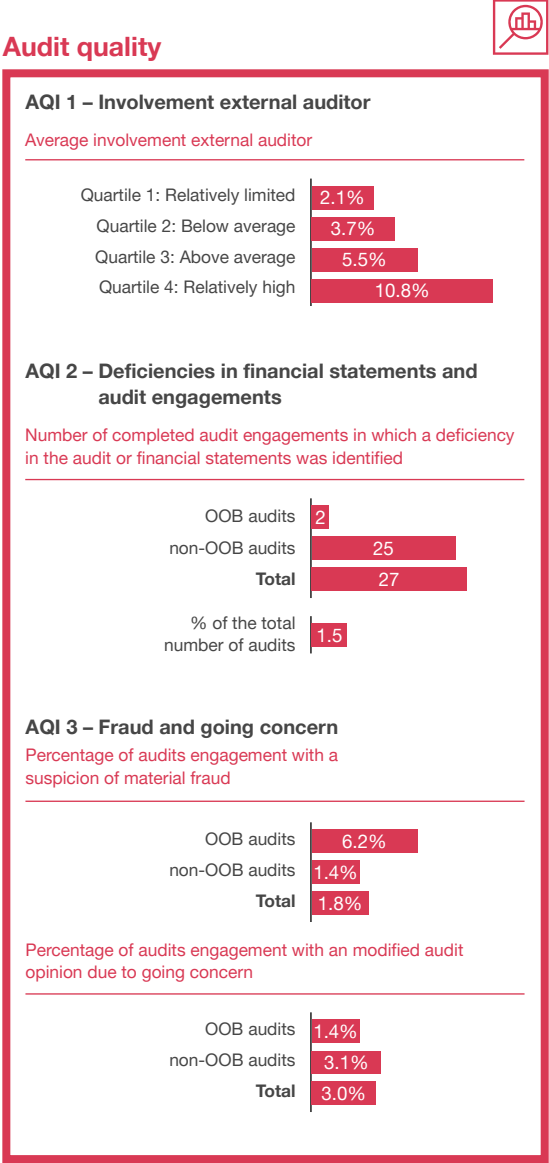 Audit quality
AQI 1 – Involvement external auditor
Average involvement external auditor
Quartile 1: Relatively limited 2.1%
Quartile 2: Below average 3.7%
Quartile 3: Above average 5.5%
Quartile 4: Relatively high 10.8%
AQI 2 – Deficiencies in financial statements and
audit engagements
Number of completed audit engagements in which a deficiency
in the audit or financial statements was identified
OOB audits 2
non-OOB audits 25
Total 27
% of the total
number of audits 1.5
AQI 3 – Fraud and going concern
Percentage of audits engagement with a
suspicion of material fraud
OOB audits 6.2%
non-OOB audits 1.4%
Total 1.8%
Percentage of audits engagement with an modified audit
opinion due to going concern
OOB audits 1.4%
non-OOB audits 3.1%
Total 3.0%